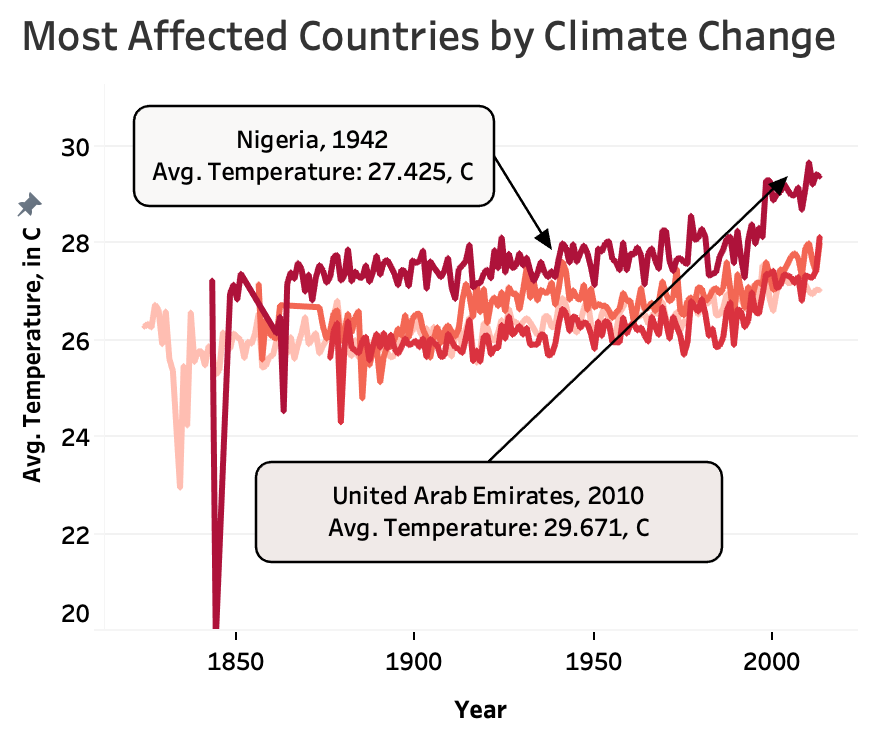 Most Affected Countries by Climate Change
Nigeria, 1942
Avg. Temperature: 27.425, C
United Arab Emirates, 2010
Avg. Temperature: 29.671, C
Avg. Temperature, in C
30
28
26
24
22
20
1850
1900
1950
2000
Year